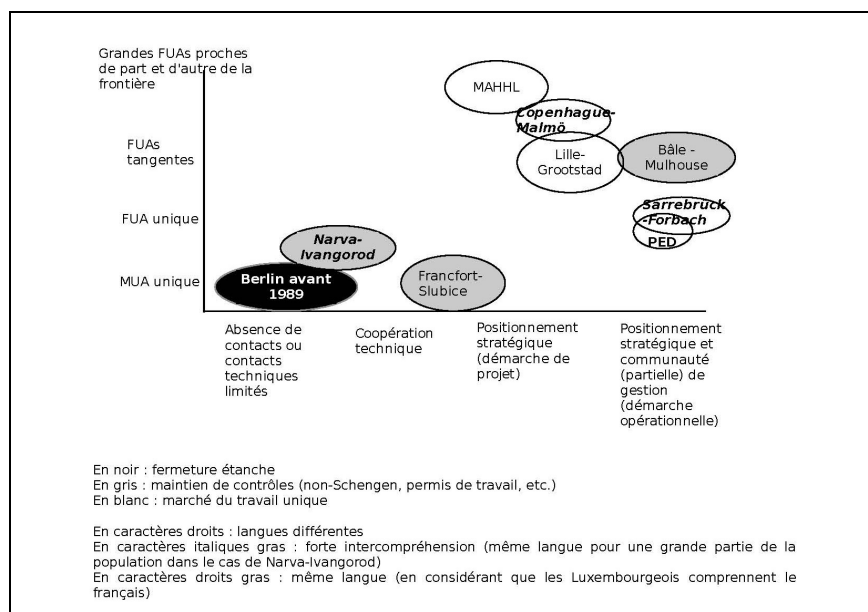 Grandes FUAs proches
de part et d'autre de la
frontière
MAHHL
Copenhague-
Malmö
FUAs
tangentes
Lille-
Grootstad
Bâle -
Mulhouse
FUA unique
Sarrebrück
-Forbach
PED
Narva-
Ivangorod
MUA unique
Berlin avant
1989
Francfort-
Slubice
Absence de
contacts ou
contacts
techniques
limités
Coopération
technique
Positionnement
stratégique
(démarche de
projet)
Positionnement
stratégique et
communauté
(partielle) de
gestion
(démarche
opérationnelle)
En noir : fermeture étanche
En gris : maintien de contrôles (non-Schengen, permis de travail, etc.)
En blanc : marché du travail unique
En caractères droits : langues différentes
En caractères italiques gras : forte intercompréhension (même langue pour une grande partie de la
population dans le cas de Narva-Ivangorod)
En caractères droits gras : même langue (en considérant que les Luxembourgeois comprennent le
français)